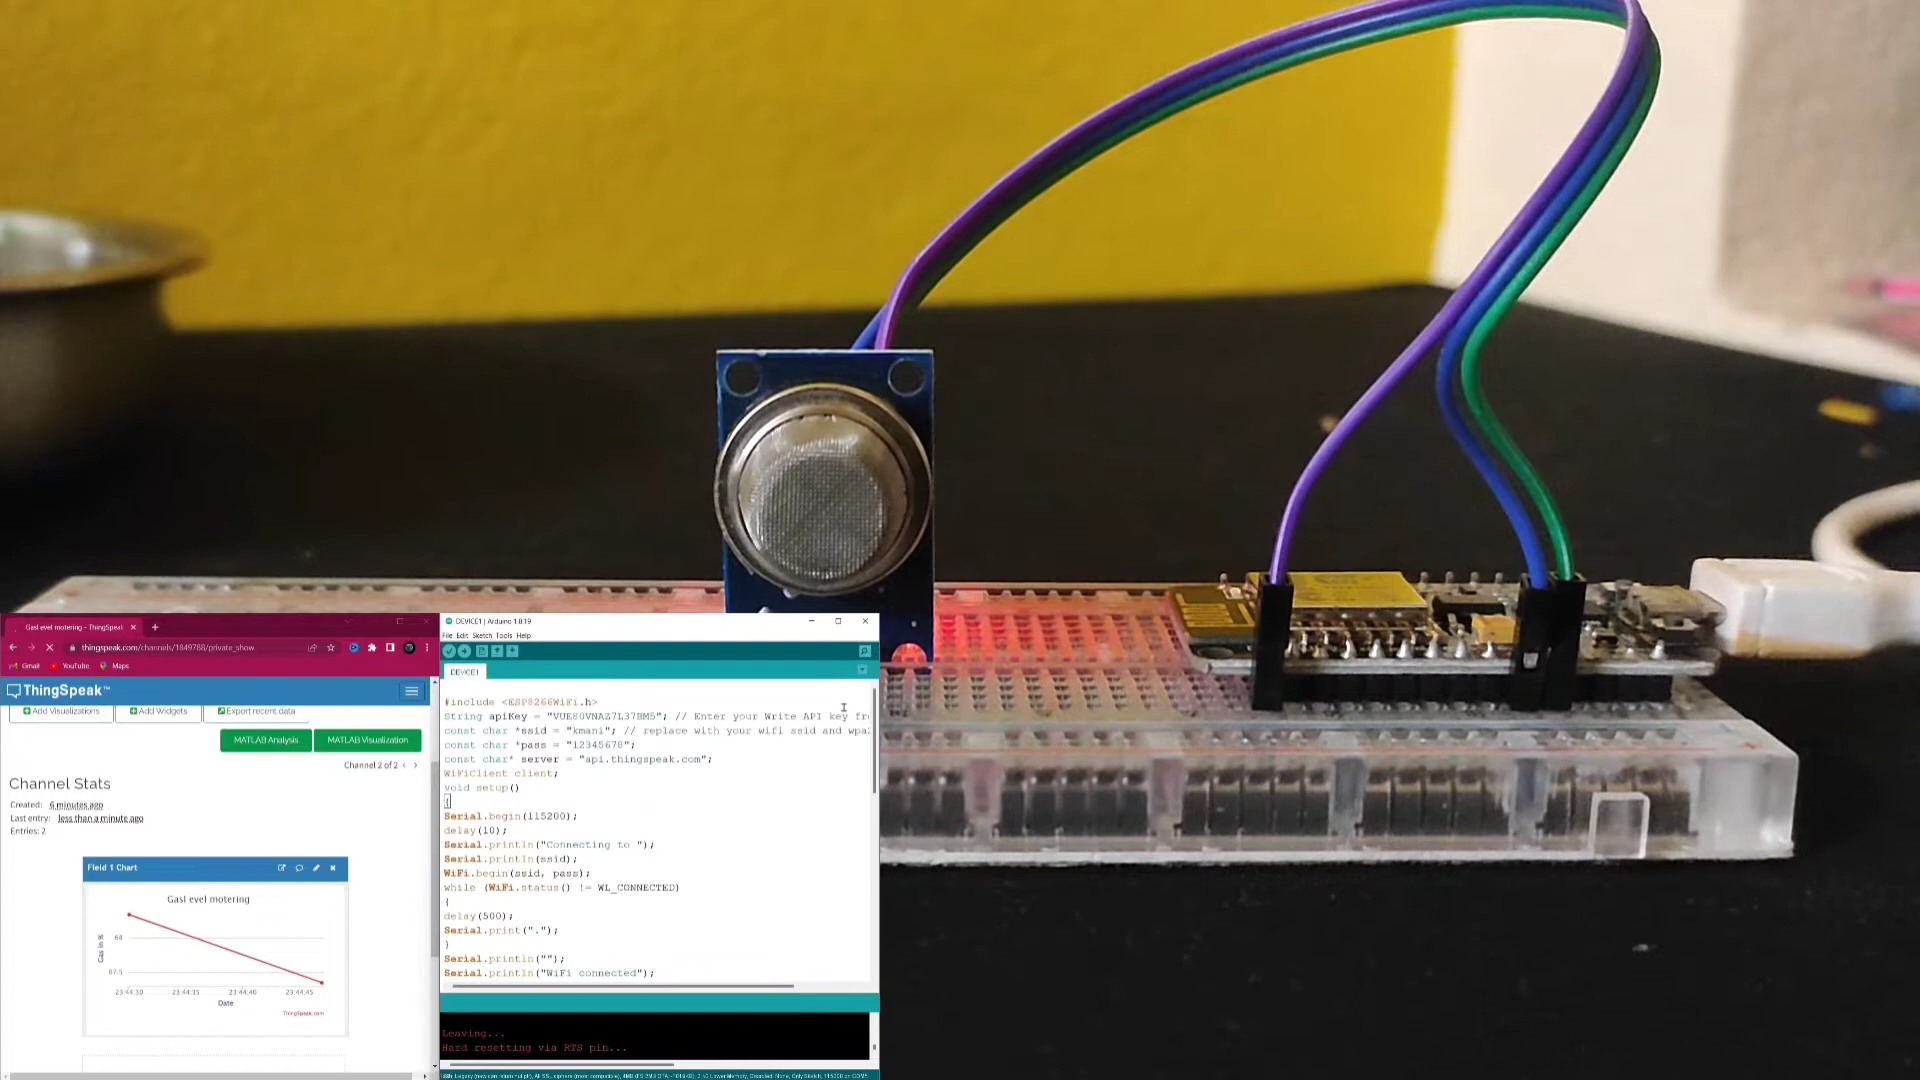 Gasl evel motering - ThingSpeak
thingspeak.com/channels/1849788/private_show
Gmail
YouTube
Maps
ThingSpeak™
Add Visualizations
Add Widgets
Export recent data
MATLAB Analysis
MATLAB Visualization
Channel 2 of 2
Channel Stats
Created: 6 minutes ago
Last entry: less than a minute ago
Entries: 2
Field 1 Chart
Gasl evel motering
Gas in %
68
67.5
23:44:30
23:44:35
23:44:40
23:44:45
Date
ThingSpeak.com
DEVICE1 | Arduino 1.8.19
File Edit Sketch Tools Help
DEVICE1
#include <ESP8266WiFi.h>
String apiKey = "VUE80VNAZ7L37BM5"; // Enter your Write API key fr
const char *ssid = "kmani"; // replace with your wifi ssid and wpa
const char *pass = "12345678";
const char* server = "api.thingspeak.com";
WiFiClient client;
void setup()
{
Serial.begin(115200);
delay(10);
Serial.println("Connecting to ");
Serial.println(ssid);
WiFi.begin(ssid, pass);
while (WiFi.status() != WL_CONNECTED)
{
delay(500);
Serial.print(".");
}
Serial.println("");
Serial.println("WiFi connected");
Leaving...
Hard resetting via RTS pin...